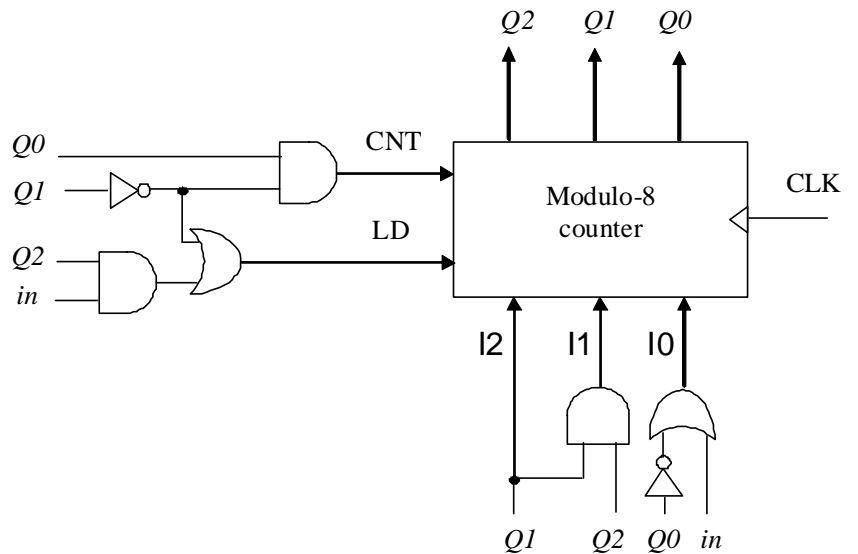 Q2 Q1 Q0
Q0
CNT
Q1
Modulo-8
counter
CLK
LD
Q2
in
I2 I1 I0
Q1 Q2 Q0 in